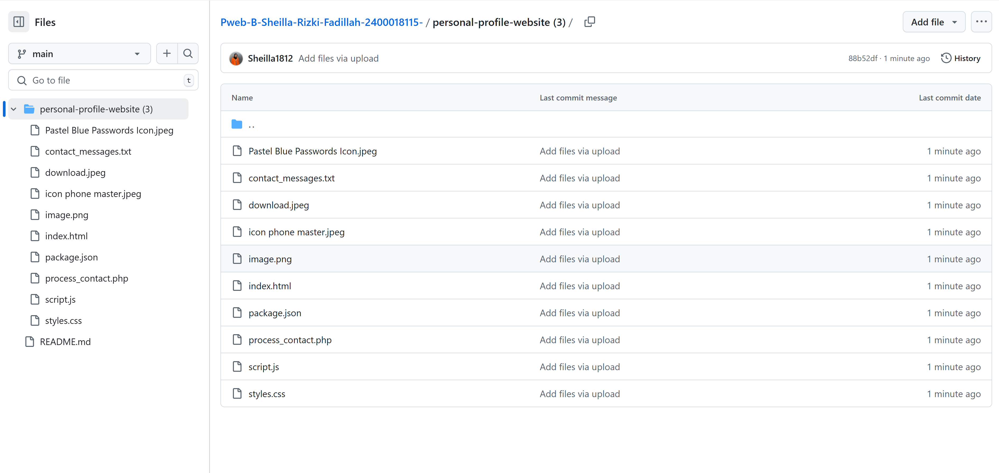 Files
main
Go to file
t
personal-profile-website (3)
Pastel Blue Passwords Icon.jpeg
contact_messages.txt
download.jpeg
icon phone master.jpeg
image.png
index.html
package.json
process_contact.php
script.js
styles.css
README.md
Pweb-B-Sheilla-Rizki-Fadillah-2400018115- / personal-profile-website (3) /
Add file
Sheilla1812 Add files via upload
88b52df · 1 minute ago
History
Name Last commit message Last commit date
..
Pastel Blue Passwords Icon.jpeg Add files via upload 1 minute ago
contact_messages.txt Add files via upload 1 minute ago
download.jpeg Add files via upload 1 minute ago
icon phone master.jpeg Add files via upload 1 minute ago
image.png Add files via upload 1 minute ago
index.html Add files via upload 1 minute ago
package.json Add files via upload 1 minute ago
process_contact.php Add files via upload 1 minute ago
script.js Add files via upload 1 minute ago
styles.css Add files via upload 1 minute ago